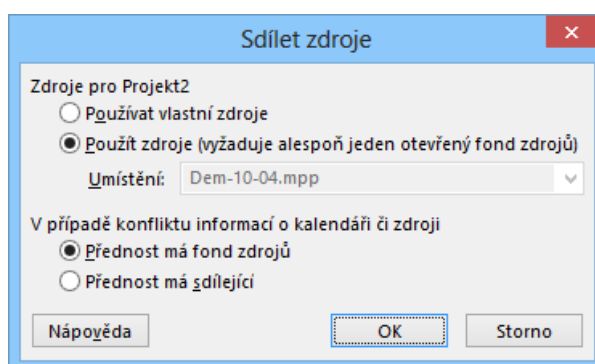 Sdílet zdroje
Zdroje pro Projekt2
Používat vlastní zdroje
Použít zdroje (vyžaduje alespoň jeden otevřený fond zdrojů)
Umístění: Dem-10-04.mpp
V případě konfliktu informací o kalendáři či zdroji
Přednost má fond zdrojů
Přednost má sdílející
Nápověda OK Storno